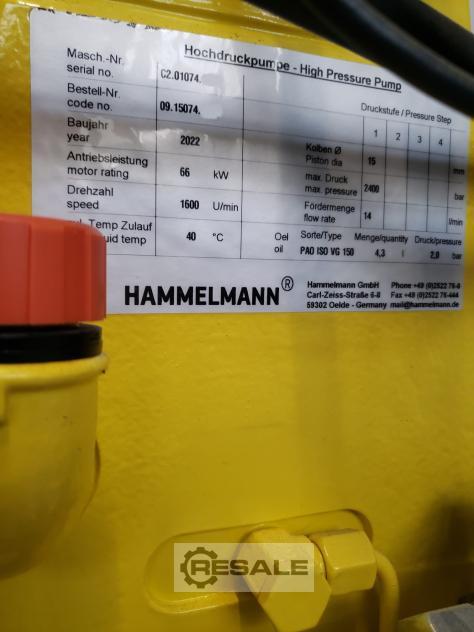 Hochdruckpumpe - High Pressure Pump
Masch.-Nr.
serial no. C2.01074.
Bestell-Nr.
code no. 09.15074.
Baujahr
year 2022
Antriebsleistung
motor rating 66 kW
Drehzahl
speed 1600 U/min
Temp Zulauf
temp 40 °C
Druckstufe / Pressure Step
1 2 3 4
Kolben Ø
Piston dia 15 mm
max. Druck
max. pressure 2400 bar
Fördermenge
flow rate 14 l/min
Oel
oil
Sorte/Type Menge/quantity Druck/pressure
PAO ISO VG 150 4,3 l 2,0 bar
HAMMELMANN®
Hammelmann GmbH Phone +49 (0)2522 76-0
Carl-Zeiss-Straße 6-8 Fax +49 (0)2522 76-444
59302 Oelde - Germany mail@hammelmann.de
RESALE